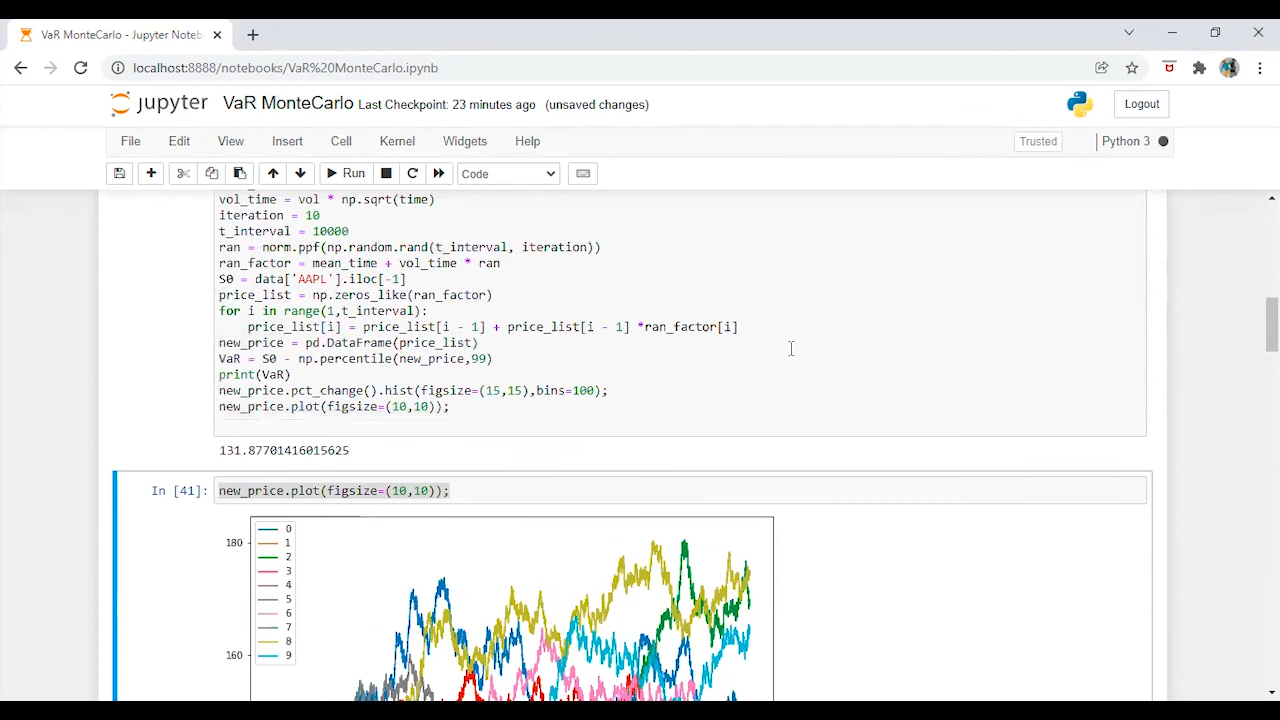 VaR MonteCarlo - Jupyter Noteb
localhost:8888/notebooks/VaR%20MonteCarlo.ipynb
jupyter VaR MonteCarlo Last Checkpoint: 23 minutes ago (unsaved changes)
Logout
File Edit View Insert Cell Kernel Widgets Help
Trusted
Python 3
Run
Code
vol_time = vol * np.sqrt(time)
iteration = 10
t_interval = 10000
ran = norm.ppf(np.random.rand(t_interval, iteration))
ran_factor = mean_time + vol_time * ran
S0 = data['AAPL'].iloc[-1]
price_list = np.zeros_like(ran_factor)
for i in range(1,t_interval):
    price_list[i] = price_list[i - 1] + price_list[i - 1] *ran_factor[i]
new_price = pd.DataFrame(price_list)
VaR = S0 - np.percentile(new_price,99)
print(VaR)
new_price.pct_change().hist(figsize=(15,15),bins=100);
new_price.plot(figsize=(10,10));
131.87701416015625
In [41]: new_price.plot(figsize=(10,10));
0
1
2
3
4
5
6
7
8
9
180
160